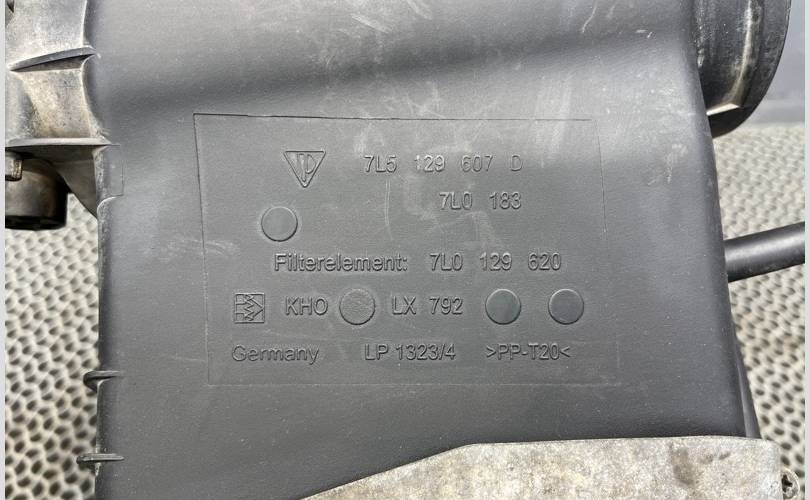 7L5 129 607 D
7L0 183
Filterelement: 7L0 129 620
KHO LX 792
Germany LP 1323/4 >PP-T20<